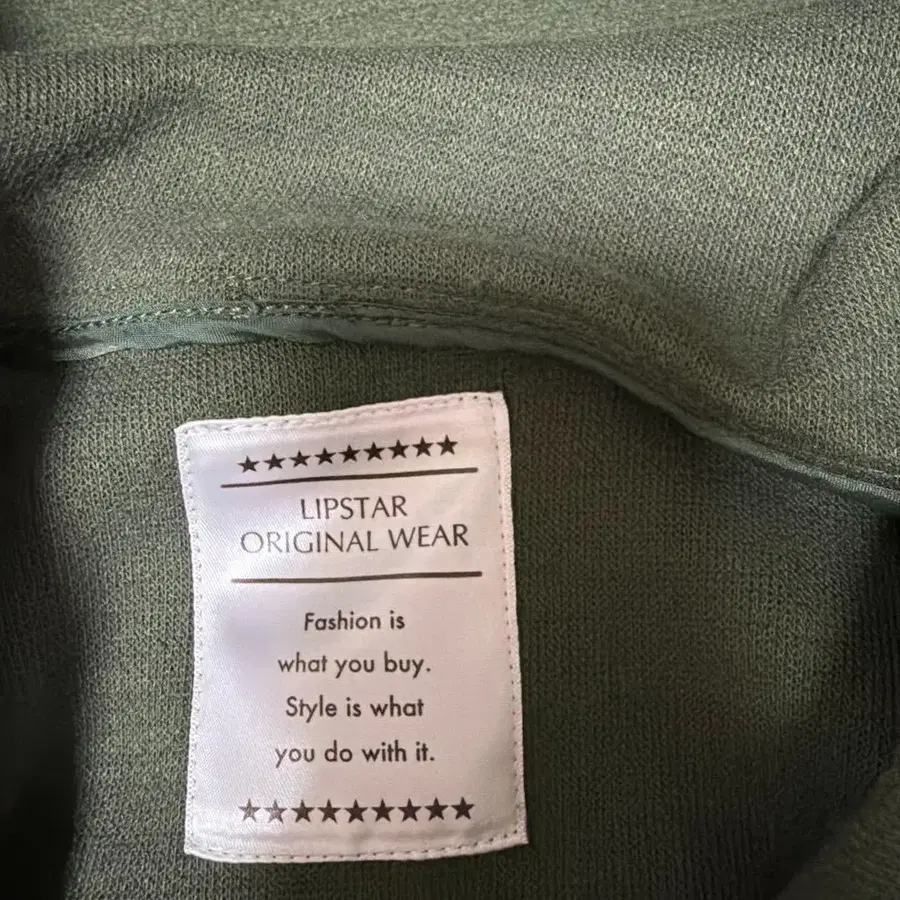 ★★★★★★★★★
LIPSTAR
ORIGINAL WEAR
Fashion is
what you buy.
Style is what
you do with it.
★★★★★★★★★